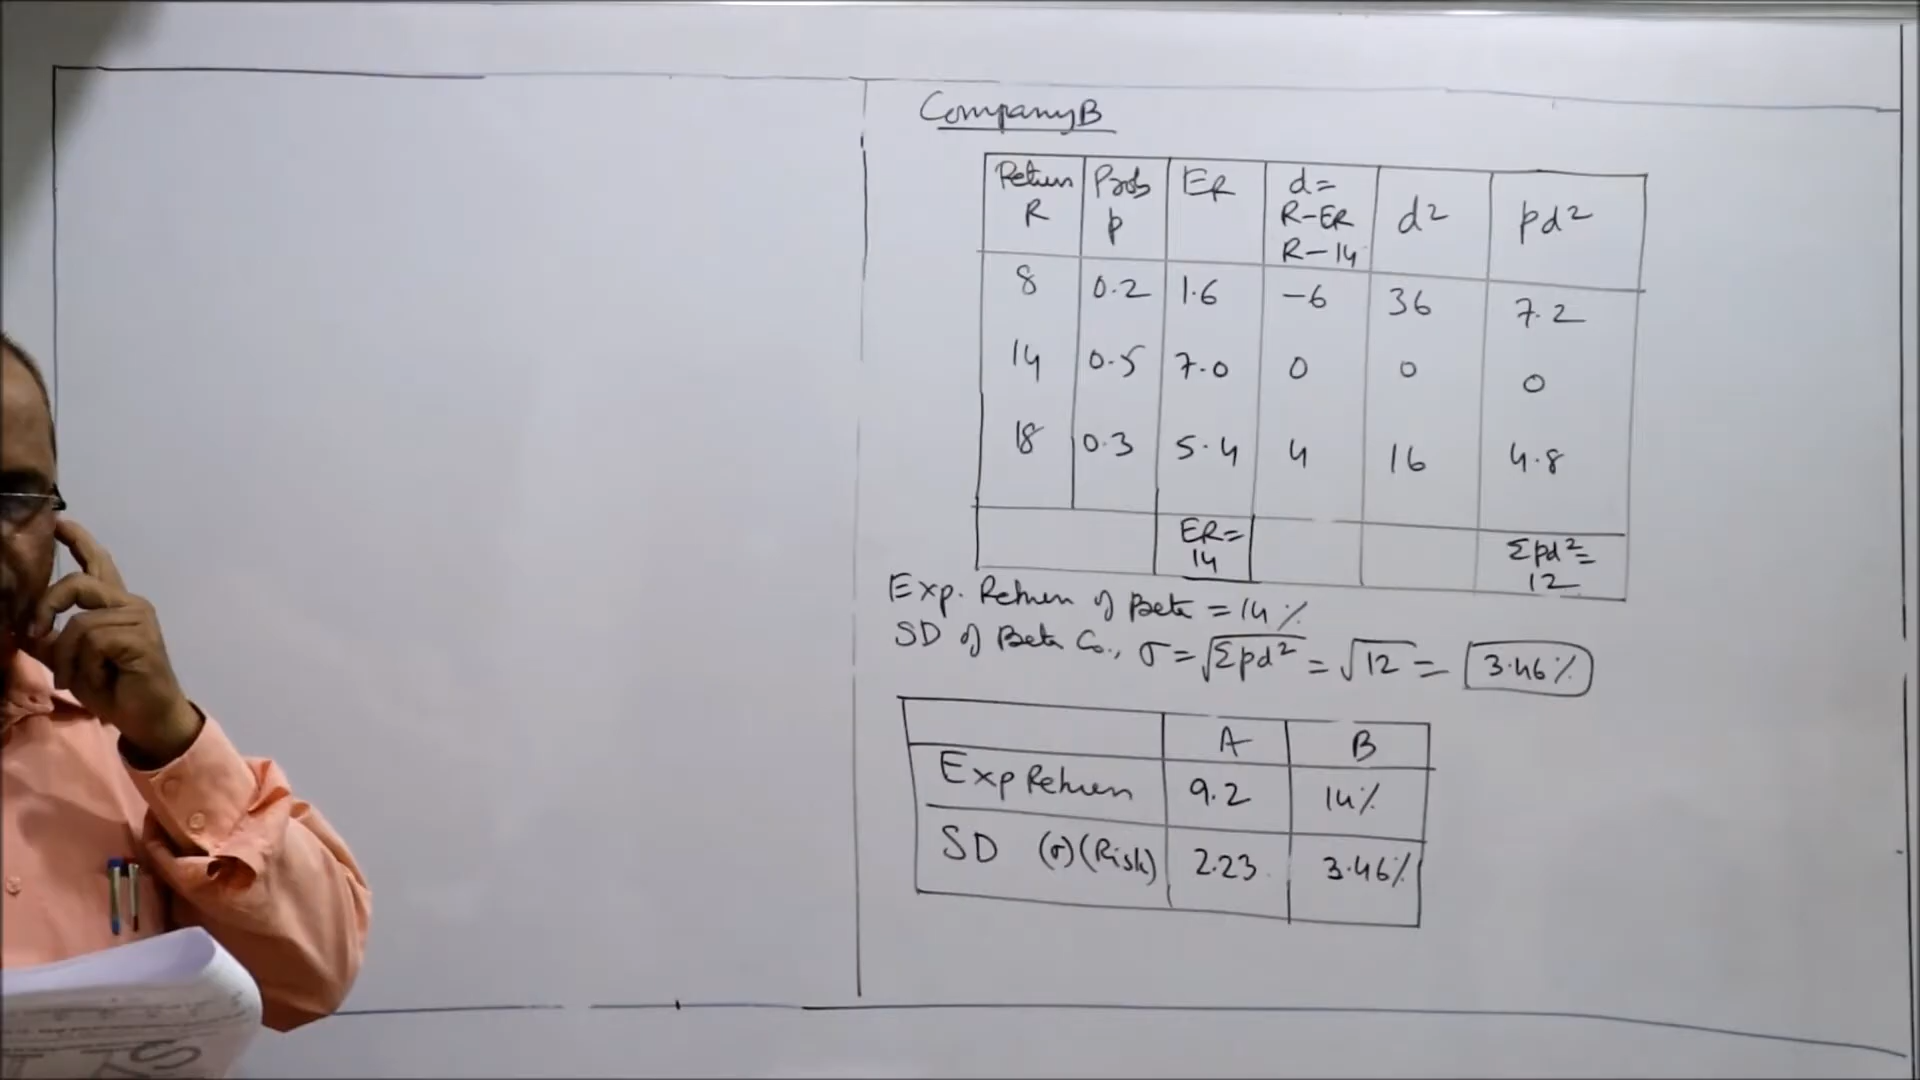 Company B
Return R | Prob p | ER | d= R-ER R-14 | d² | pd²
8 | 0.2 | 1.6 | -6 | 36 | 7.2
14 | 0.5 | 7.0 | 0 | 0 | 0
18 | 0.3 | 5.4 | 4 | 16 | 4.8
ER= 14 | Σpd²= 12
Exp. Return of Beta = 14%
SD of Beta Co., σ = √Σpd² = √12 = 3.46%
A | B
Exp Return | 9.2 | 14%
SD (σ) (Risk) | 2.23 | 3.46%